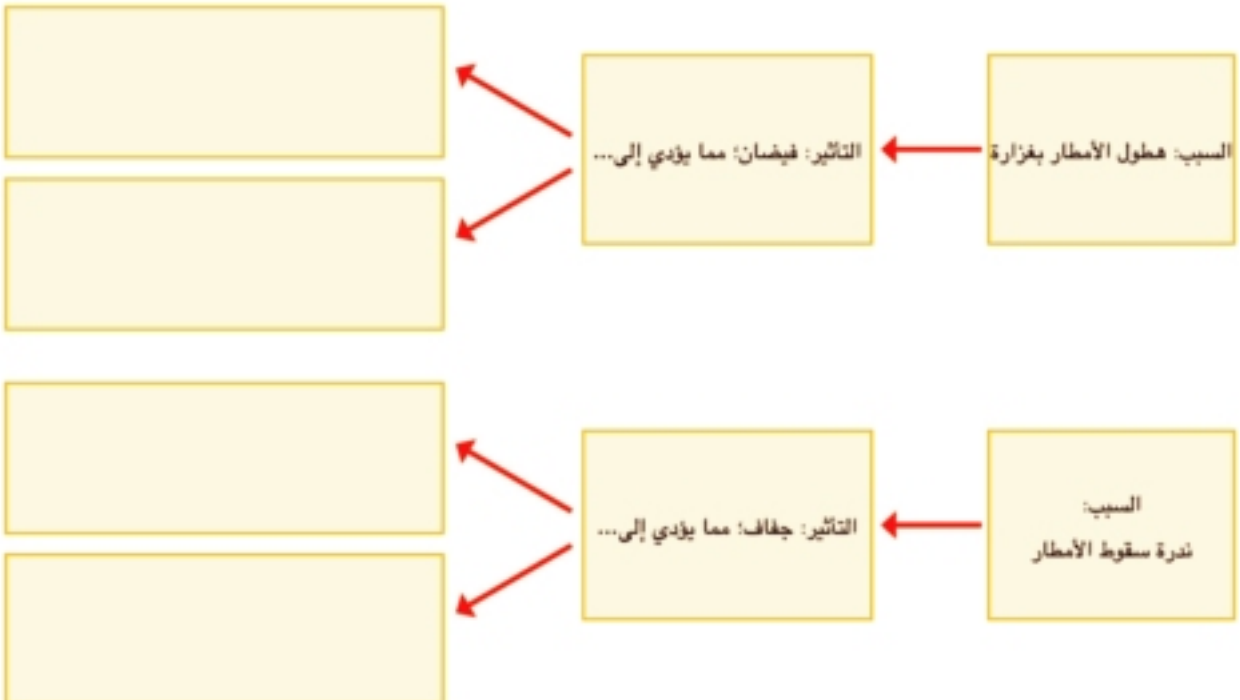 السبب: هطول الأمطار بغزارة
التأثير: فيضان؛ مما يؤدي إلى...
السبب:
ندرة سقوط الأمطار
التأثير: جفاف؛ مما يؤدي إلى...